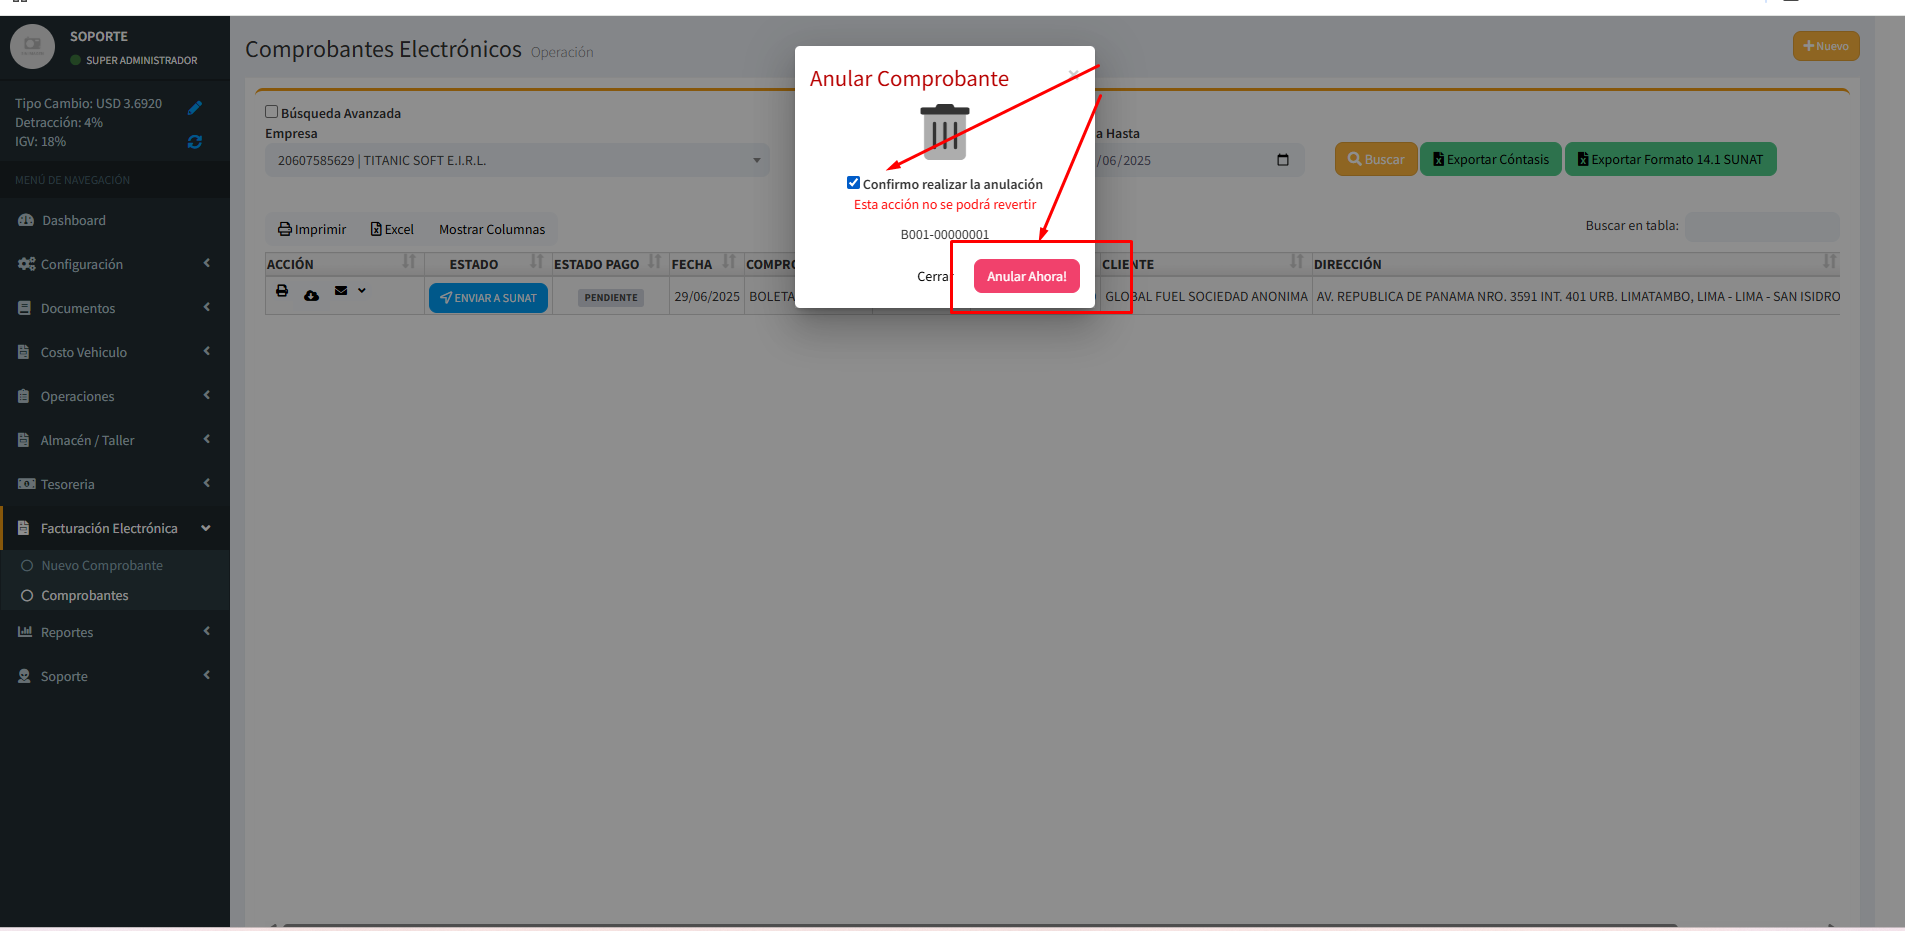 SOPORTE
SUPER ADMINISTRADOR
Tipo Cambio: USD 3.6920
Detracción: 4%
IGV: 18%
MENÚ DE NAVEGACIÓN
Dashboard
Configuración
Documentos
Costo Vehiculo
Operaciones
Almacén / Taller
Tesoreria
Facturación Electrónica
Nuevo Comprobante
Comprobantes
Reportes
Soporte
Comprobantes Electrónicos Operación
Nuevo
Búsqueda Avanzada
Empresa
a Hasta
20607585629 | TITANIC SOFT E.I.R.L.
/06/2025
Buscar
Exportar Cóntasis
Exportar Formato 14.1 SUNAT
Imprimir Excel Mostrar Columnas
Buscar en tabla:
ACCIÓN ESTADO ESTADO PAGO FECHA COMPRO CLIENTE DIRECCIÓN
ENVIAR A SUNAT PENDIENTE 29/06/2025 BOLETA GLOBAL FUEL SOCIEDAD ANONIMA AV. REPUBLICA DE PANAMA NRO. 3591 INT. 401 URB. LIMATAMBO, LIMA - LIMA - SAN ISIDRO
Anular Comprobante
Confirmo realizar la anulación
Esta acción no se podrá revertir
B001-00000001
Cerrar
Anular Ahora!